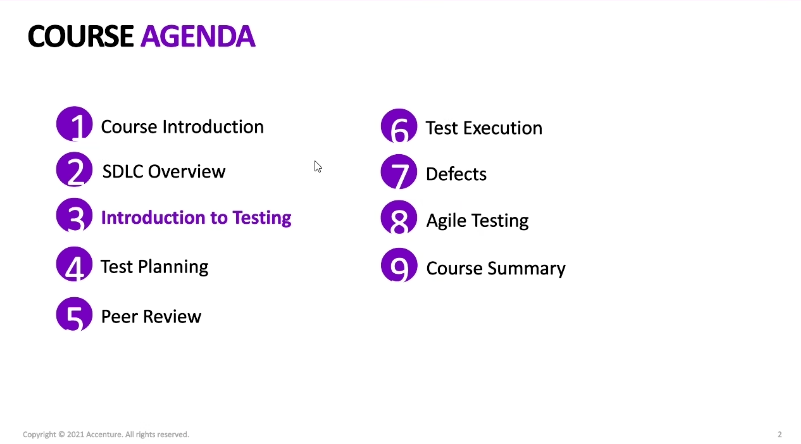 COURSE AGENDA
1 Course Introduction
2 SDLC Overview
3 Introduction to Testing
4 Test Planning
5 Peer Review
6 Test Execution
7 Defects
8 Agile Testing
9 Course Summary
Copyright © 2021 Accenture. All rights reserved.
2